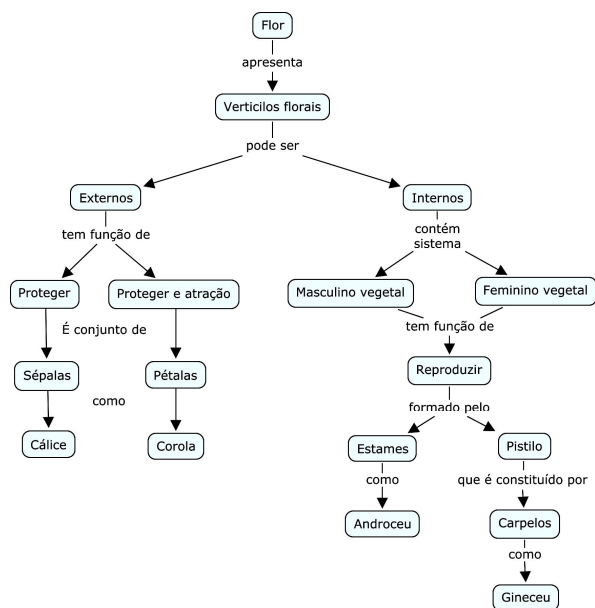 Flor
apresenta
Verticilos florais
pode ser
Externos
Internos
tem função de
contém
sistema
Proteger
Proteger e atração
Masculino vegetal
Feminino vegetal
É conjunto de
tem função de
Sépalas
Pétalas
Reproduzir
como
formado pelo
Cálice
Corola
Estames
Pistilo
como
que é constituído por
Androceu
Carpelos
como
Gineceu